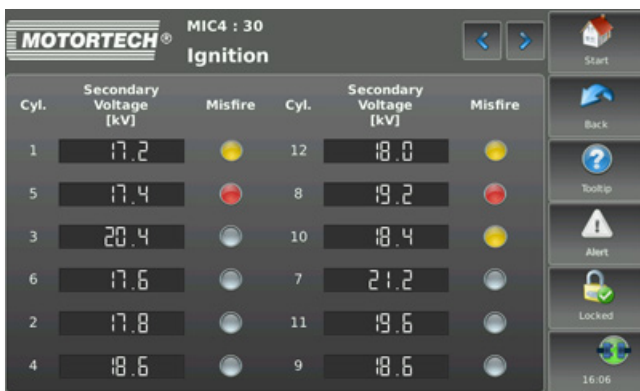 MOTORTECH®
MIC4 : 30
Ignition
Start
Cyl. Secondary Voltage [kV] Misfire Cyl. Secondary Voltage [kV] Misfire
Back
1 17.2 12 18.0
Tooltip
5 17.4 8 19.2
3 20.4 10 18.4
Alert
6 17.6 7 21.2
Locked
2 17.8 11 19.6
4 18.6 9 18.6
16:06